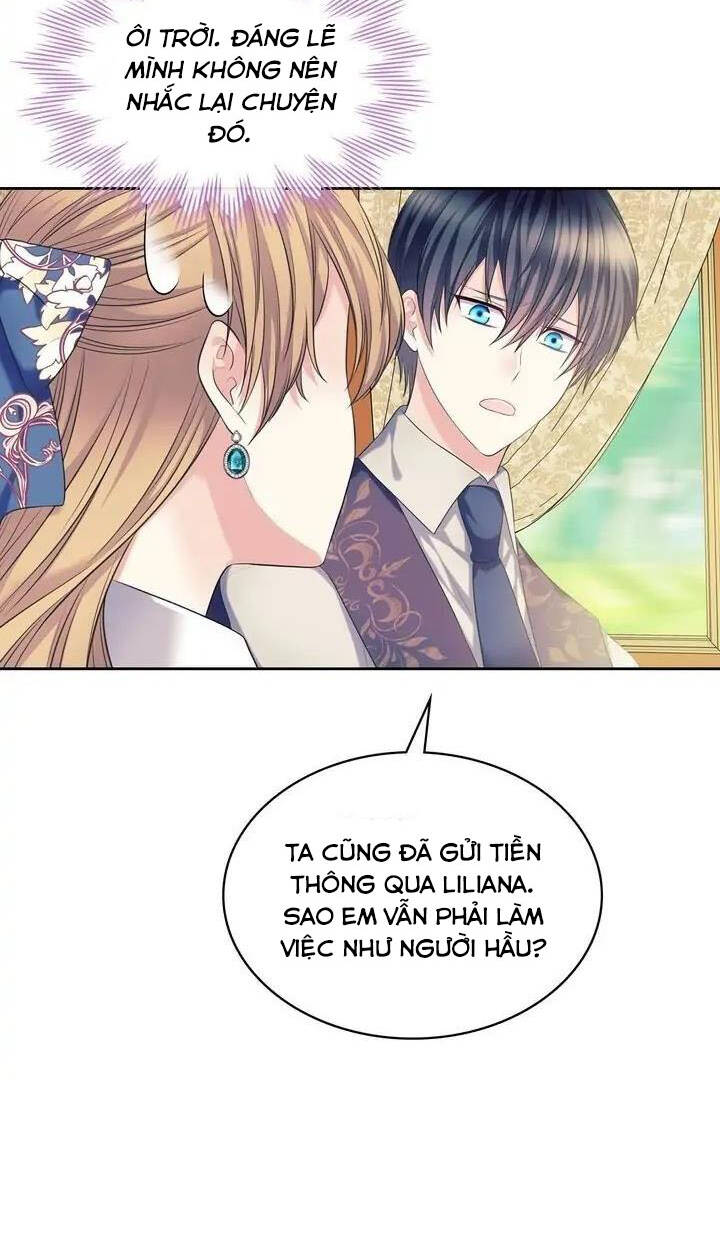 ÔI TRỜI. ĐÁNG LẼ
MÌNH KHÔNG NÊN
NHẮC LẠI CHUYỆN
ĐÓ.
TA CŨNG ĐÃ GỬI TIỀN
THÔNG QUA LILIANA.
SAO EM VẪN PHẢI LÀM
VIỆC NHƯ NGƯỜI HẦU?